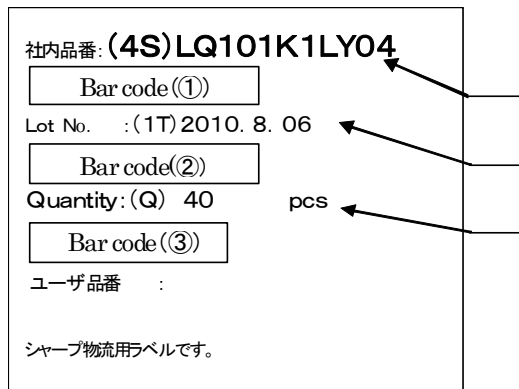 社内品番:(4S)LQ101K1LY04
Bar code(①)
Lot No. :(1T)2010. 8. 06
Bar code(②)
Quantity:(Q) 40 pcs
Bar code(③)
ユーザ品番 :
シャープ物流用ラベルです。